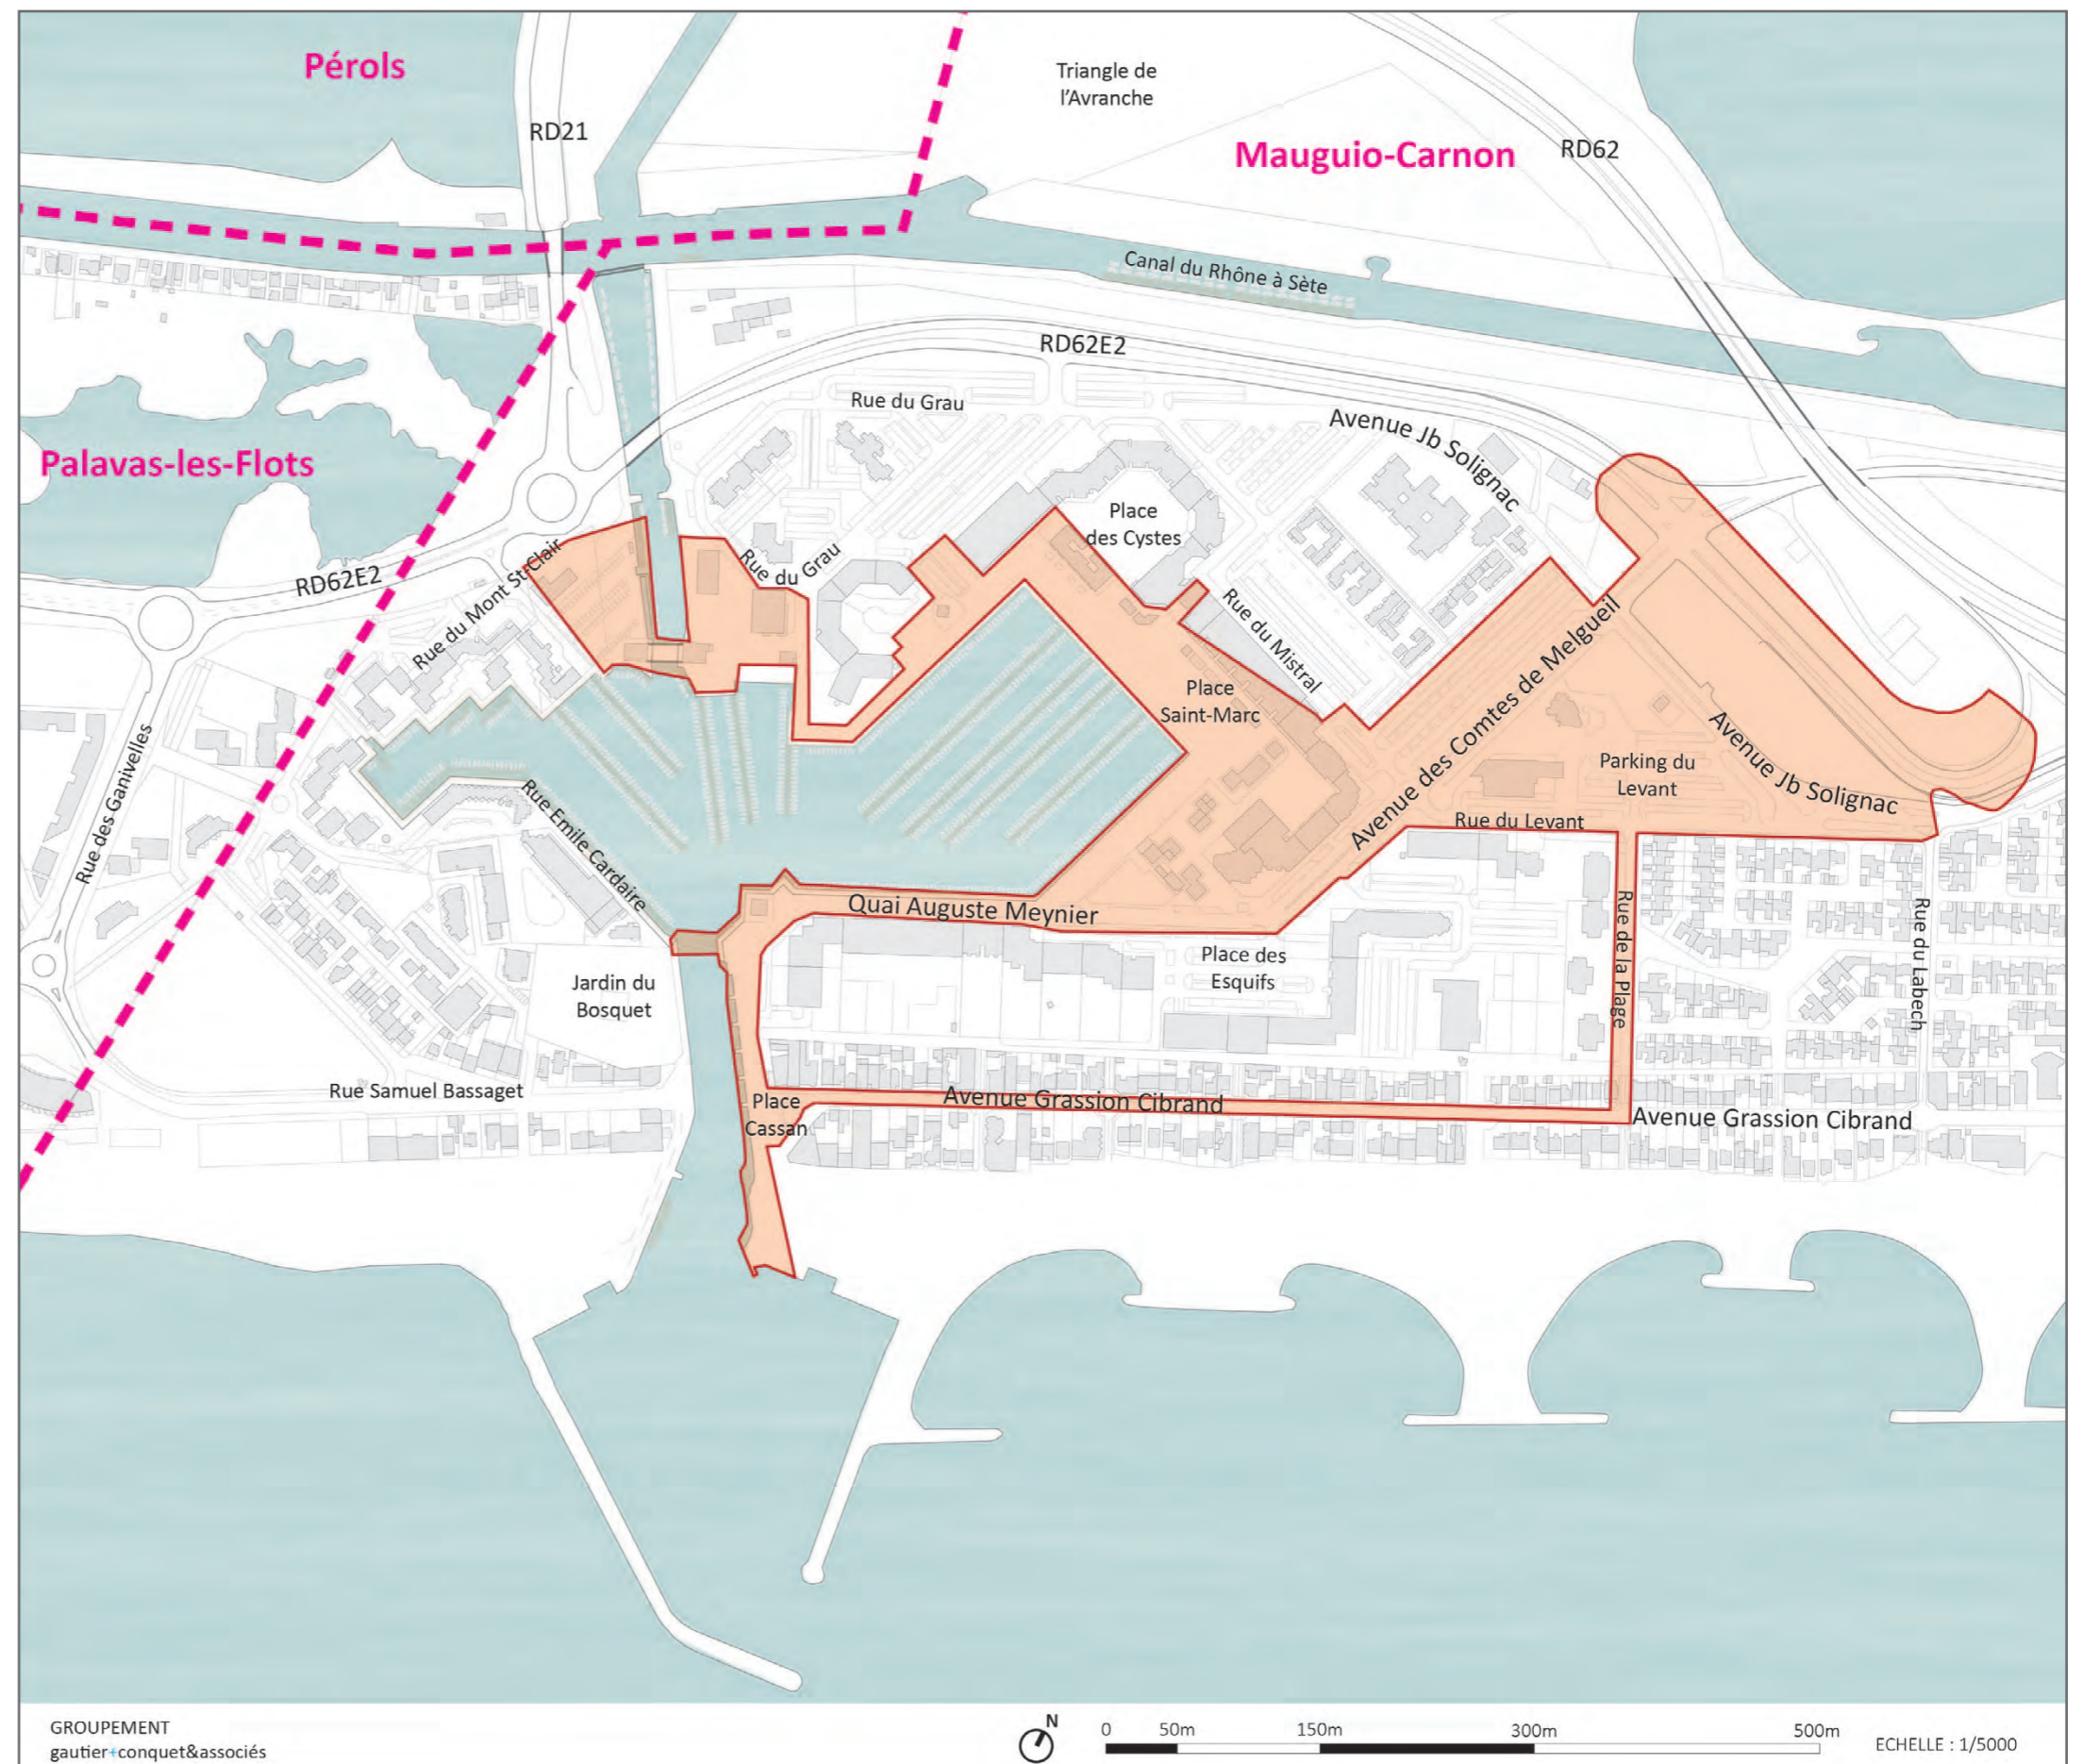 Pérols
RD21
Triangle de
l'Avranche
Mauguio-Carnon
RD62
Canal du Rhône à Sète
RD62E2
Rue du Grau
Avenue Jb Solignac
Palavas-les-Flots
Place
des Cystes
RD62E2
Rue du Mont St-Clair
Rue du Grau
Rue du Mistral
Avenue des Comtes de Melgueil
Place
Saint-Marc
Avenue Jb Solignac
Parking du
Levant
Rue du Levant
Rue des Ganivelles
Rue Emile Cardaire
Quai Auguste Meynier
Place des
Esquifs
Rue de la Plage
Rue du Labech
Jardin du
Bosquet
Rue Samuel Bassaget
Place
Cassan
Avenue Grassion Cibrand
Avenue Grassion Cibrand
GROUPEMENT
gautier+conquet&associés
N
0 50m 150m 300m 500m
ECHELLE : 1/5000